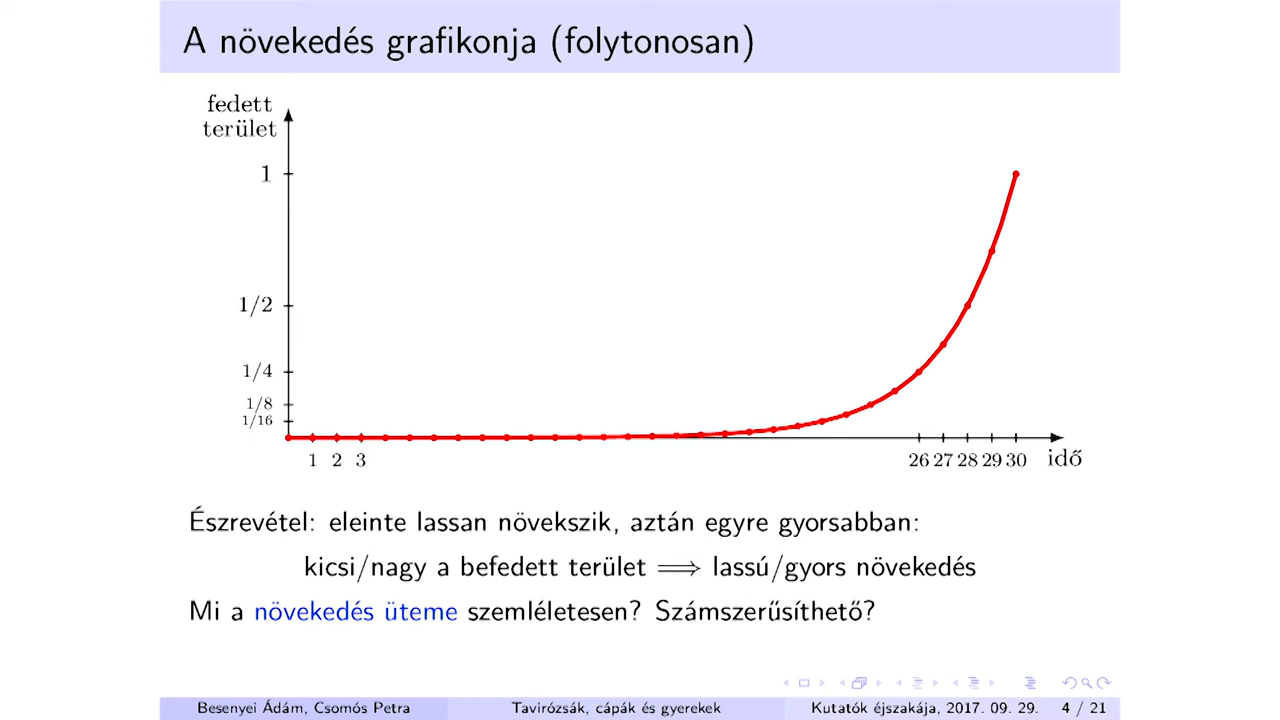 A növekedés grafikonja (folytonosan)
fedett
terület
1
1/2
1/4
1/8
1/16
1 2 3 26 27 28 29 30 idő
Észrevétel: eleinte lassan növekszik, aztán egyre gyorsabban:
kicsi/nagy a befedett terület ⟹ lassú/gyors növekedés
Mi a növekedés üteme szemléletesen? Számszerűsíthető?
Besenyei Ádám, Csomós Petra Tavirózsák, cápák és gyerekek Kutatók éjszakája, 2017. 09. 29. 4 / 21